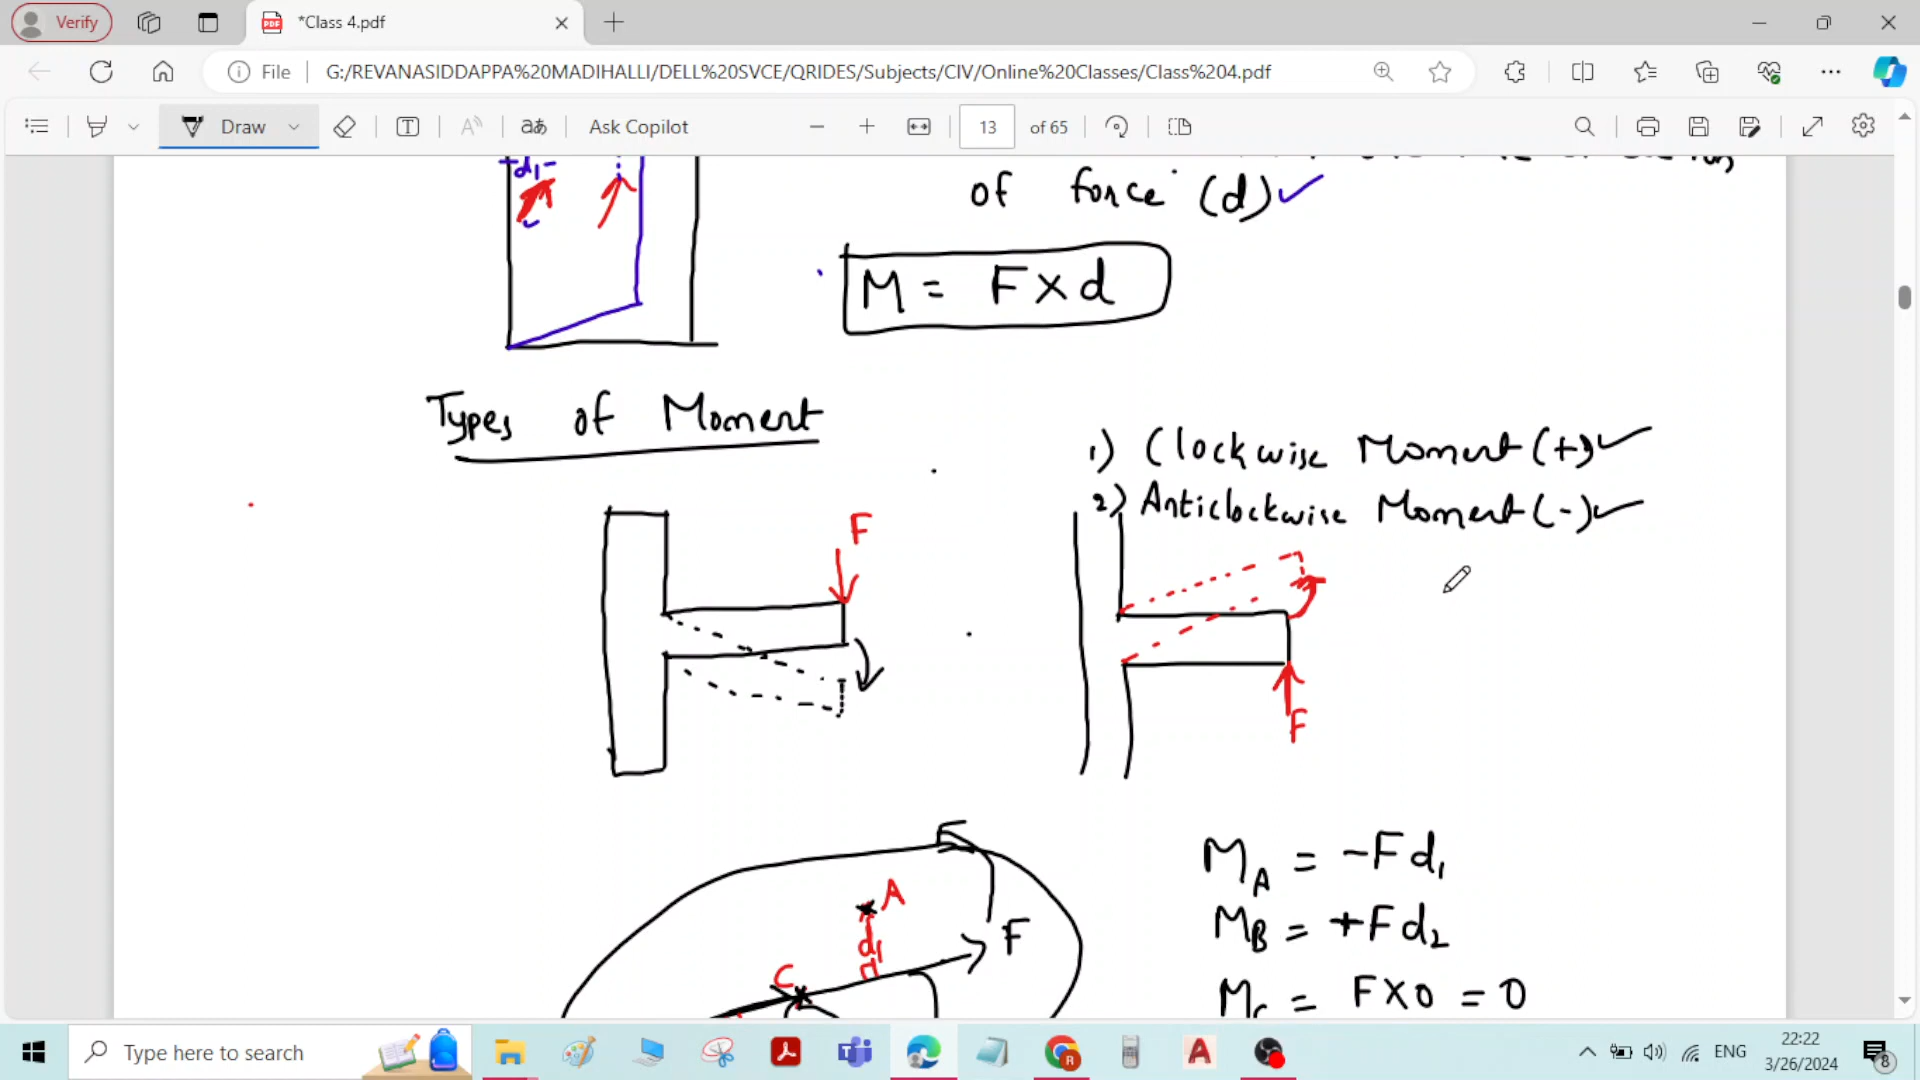 Verify
*Class 4.pdf
File
G:/REVANASIDDAPPA%20MADIHALLI/DELL%20SVCE/QRIDES/Subjects/CIV/Online%20Classes/Class%204.pdf
Draw
Ask Copilot
13 of 65
d1
of force (d)
M = F × d
Types of Moment
1) Clockwise Moment (+)
2) Anticlockwise Moment (-)
F
F
A
d1
F
C
MA = -Fd1
MB = +Fd2
MC = F×0 = 0
Type here to search
ENG
22:22
3/26/2024
8